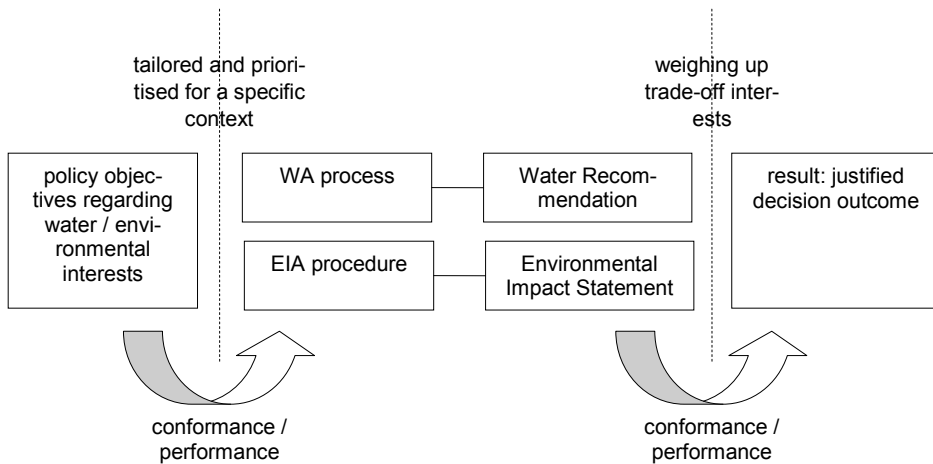 tailored and priori-
tised for a specific
context
weighing up
trade-off inter-
ests
policy objec-
tives regarding
water / envi-
ronmental
interests
WA process
Water Recom-
mendation
EIA procedure
Environmental
Impact Statement
result: justified
decision outcome
conformance /
performance
conformance /
performance